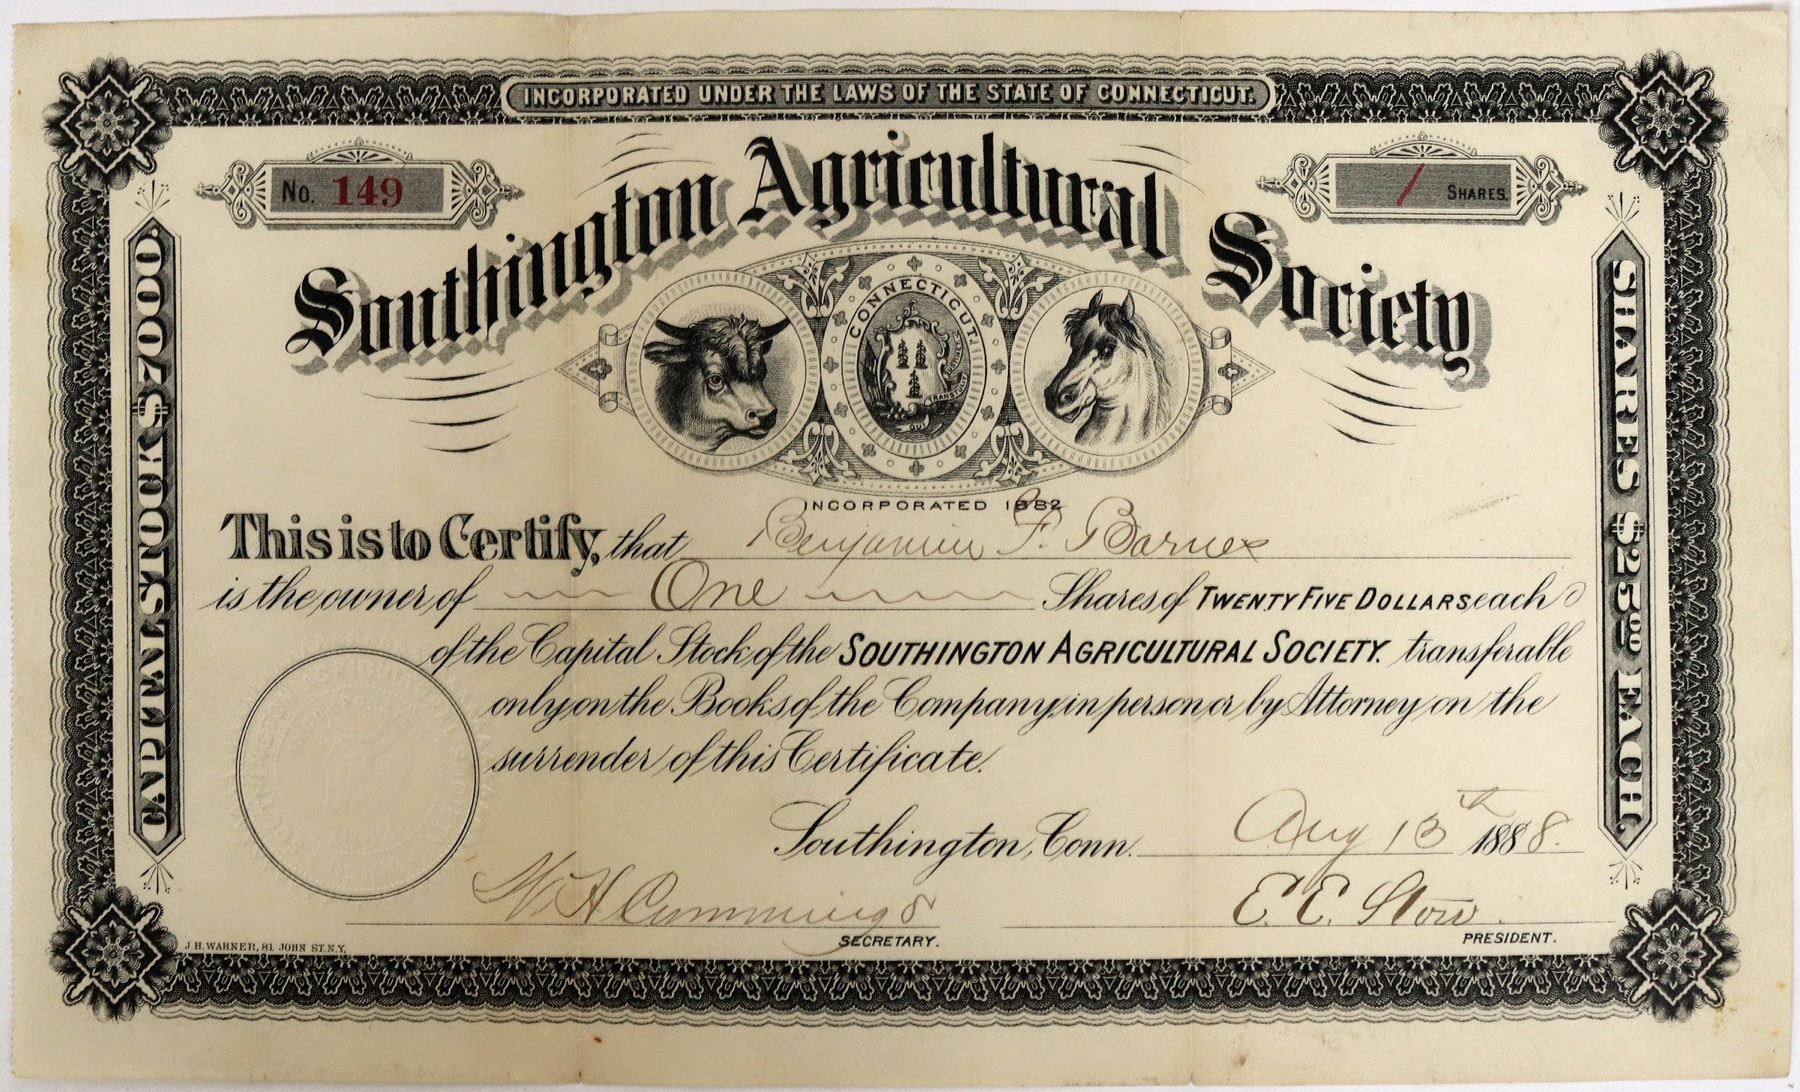 INCORPORATED UNDER THE LAWS OF THE STATE OF CONNECTICUT.
No. 149
1 SHARES.
Southington Agricultural Society
CONNECTICUT.
INCORPORATED 1882
CAPITAL STOCK $7000.
SHARES $25.00 EACH.
This is to Certify, that Benjamin F. Barnes
is the owner of One Shares of TWENTY FIVE DOLLARS each
of the Capital Stock of the SOUTHINGTON AGRICULTURAL SOCIETY. transferable
only on the Books of the Company, in person or by Attorney on the
surrender of this Certificate.
Southington, Conn. Aug 13th 1888.
W H Cummings
SECRETARY.
E. E. Stow
PRESIDENT.
J.H. WARNER, 81 JOHN ST. N.Y.
SOUTHINGTON AGRICULTURAL SOCIETY
CONN.